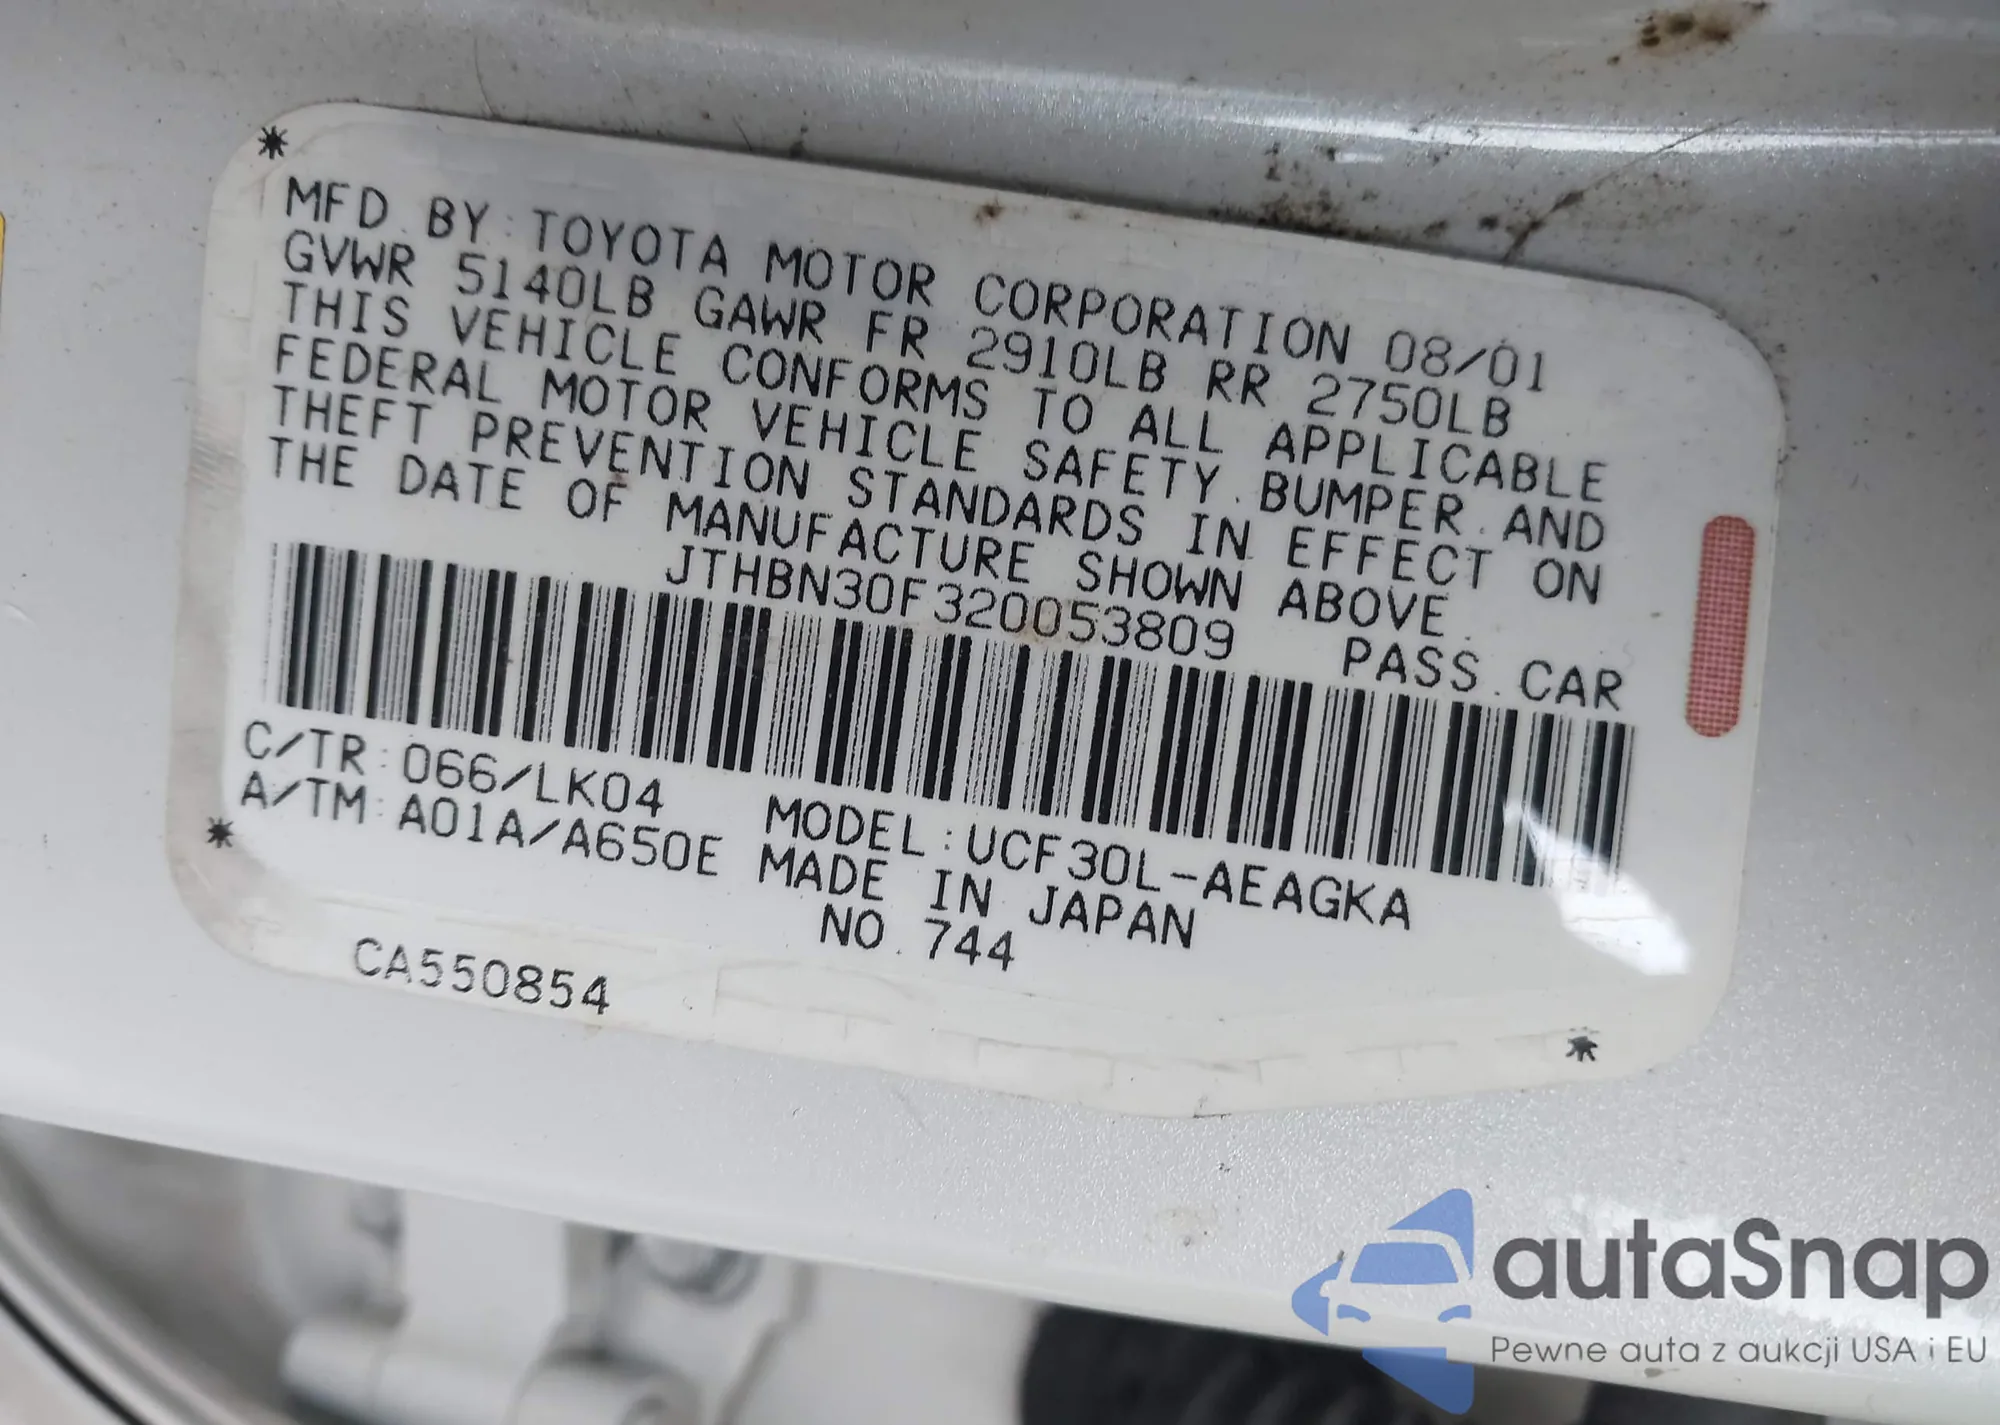 MFD. BY: TOYOTA MOTOR CORPORATION 08/01
GVWR 5140LB GAWR FR 2910LB RR 2750LB
THIS VEHICLE CONFORMS TO ALL APPLICABLE
FEDERAL MOTOR VEHICLE SAFETY, BUMPER, AND
THEFT PREVENTION STANDARDS IN EFFECT ON
THE DATE OF MANUFACTURE SHOWN ABOVE.
JTHBN30F320053809 PASS. CAR
C/TR: 066/LK04 MODEL: UCF30L-AEAGKA
A/TM: A01A/A650E MADE IN JAPAN
NO. 744
CA550854
autaSnap
Pewne auta z aukcji USA i EU